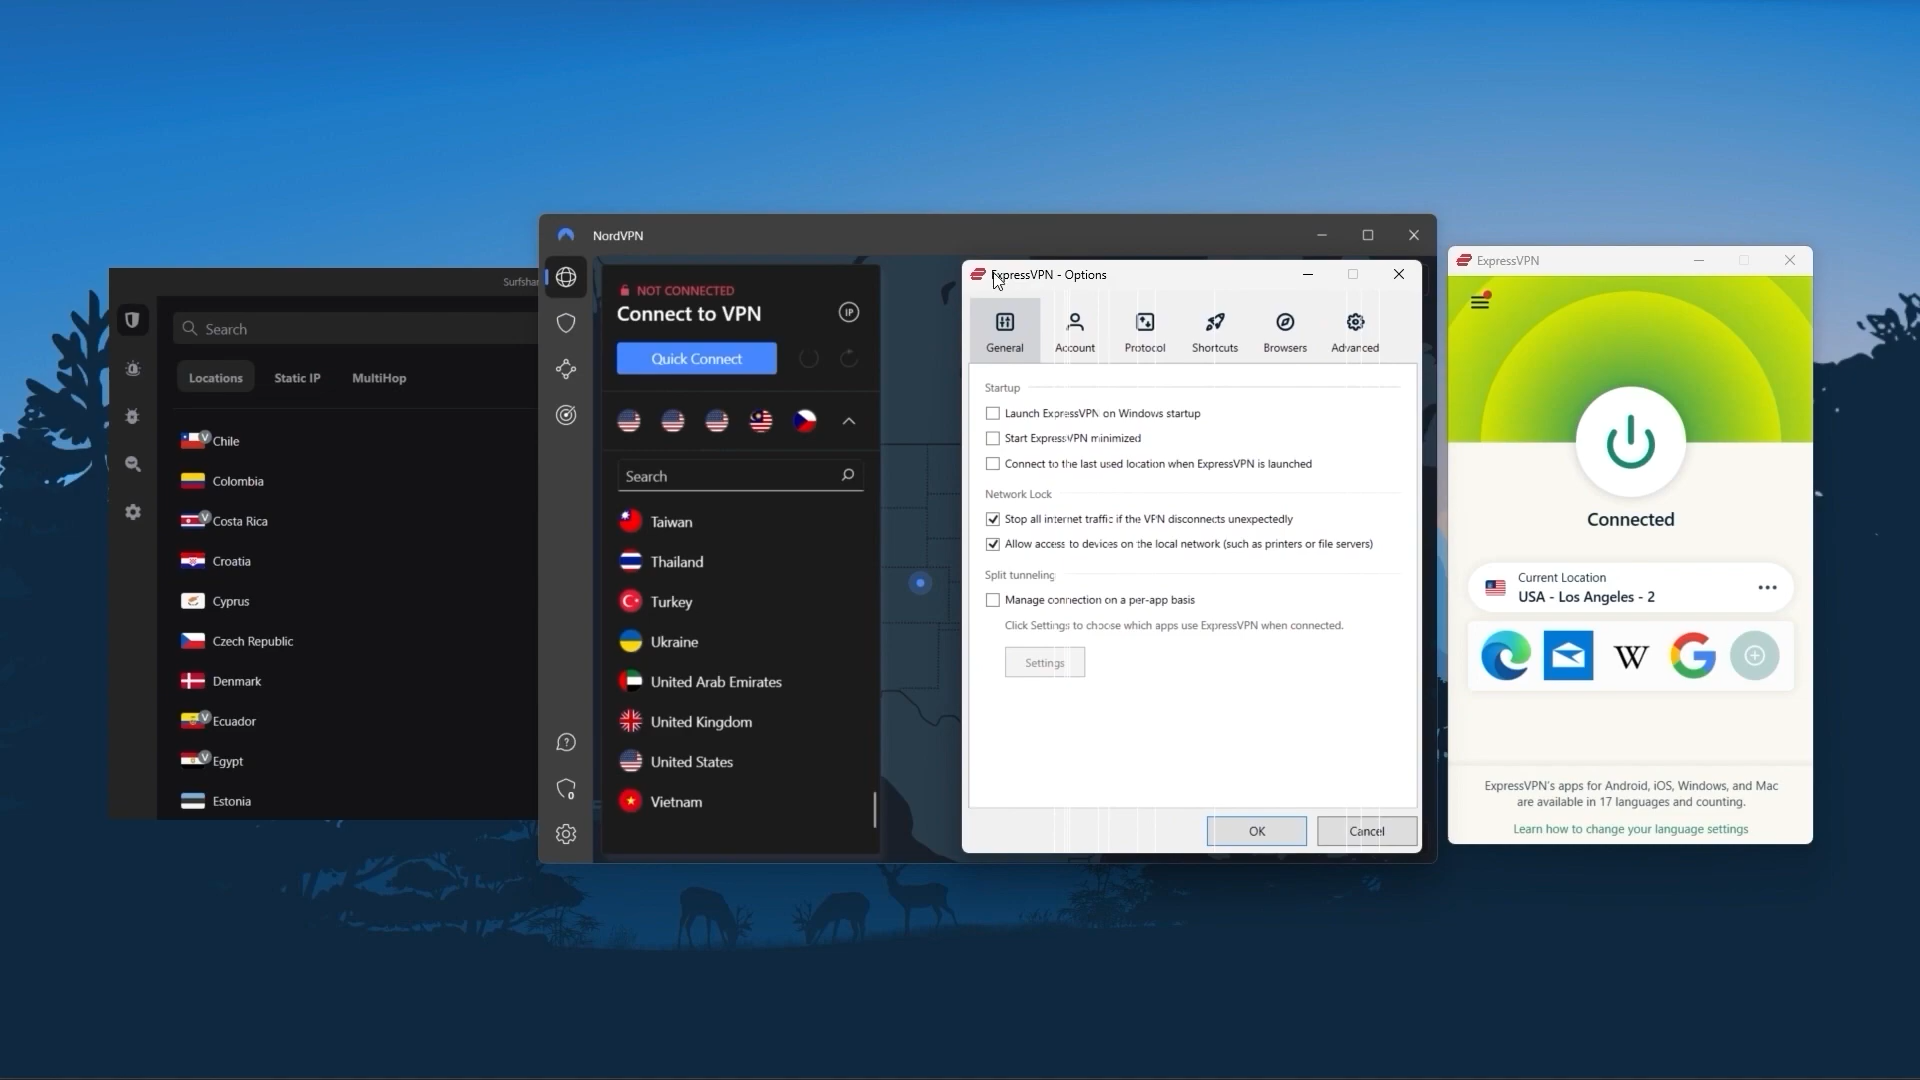 Surfshar
Search
Locations
Static IP
MultiHop
V Chile
Colombia
V Costa Rica
Croatia
Cyprus
Czech Republic
Denmark
V Ecuador
V Egypt
Estonia
NordVPN
NOT CONNECTED
Connect to VPN
IP
Quick Connect
Search
Taiwan
Thailand
Turkey
Ukraine
United Arab Emirates
United Kingdom
United States
Vietnam
ExpressVPN - Options
General
Account
Protocol
Shortcuts
Browsers
Advanced
Startup
Launch ExpressVPN on Windows startup
Start ExpressVPN minimized
Connect to the last used location when ExpressVPN is launched
Network Lock
Stop all internet traffic if the VPN disconnects unexpectedly
Allow access to devices on the local network (such as printers or file servers)
Split tunneling
Manage connection on a per-app basis
Click Settings to choose which apps use ExpressVPN when connected.
Settings
OK
Cancel
ExpressVPN
Connected
Current Location
USA - Los Angeles - 2
W
G
ExpressVPN's apps for Android, iOS, Windows, and Mac
are available in 17 languages and counting.
Learn how to change your language settings